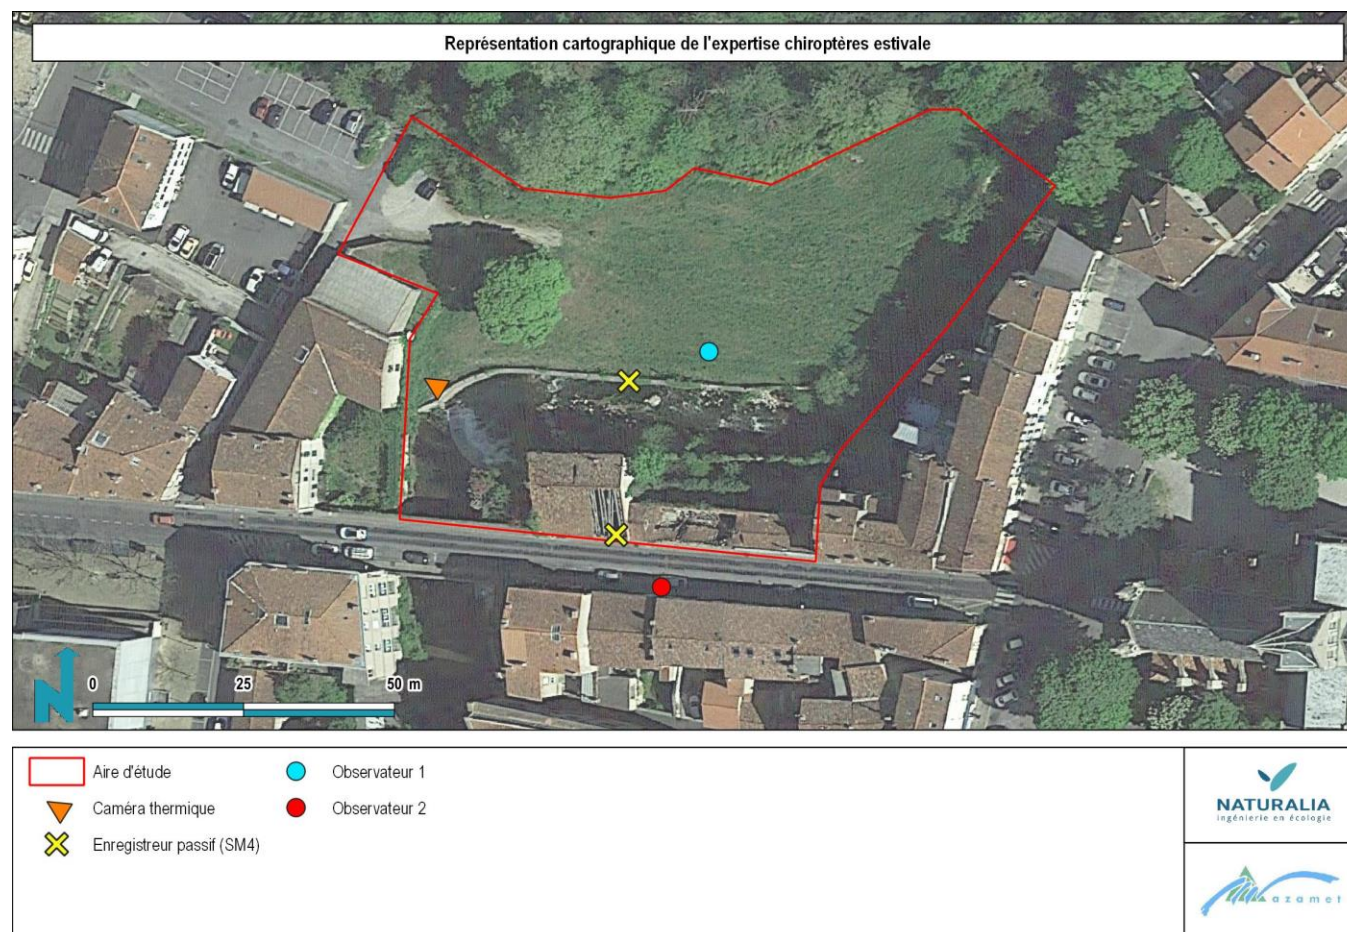 Représentation cartographique de l'expertise chiroptères estivale
N
0 25 50 m
Aire d'étude
Caméra thermique
Enregistreur passif (SM4)
Observateur 1
Observateur 2
NATURALIA
ingénierie en écologie
azamet